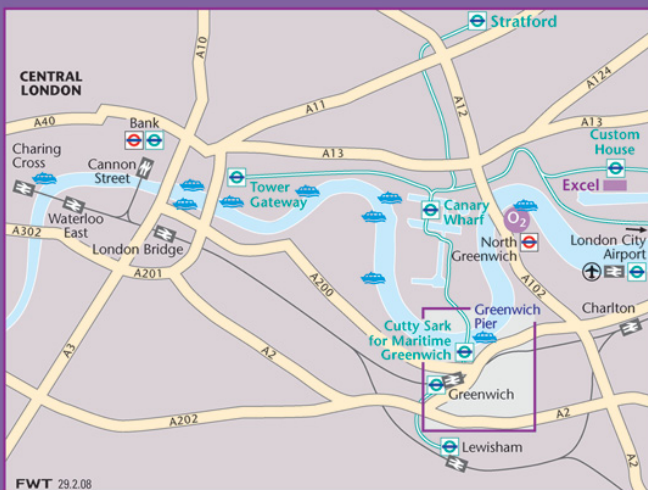 Stratford
CENTRAL
LONDON
A10
A12
A124
A11
A40
Bank
A13
A13
Custom
House
Charing
Cross
Cannon
Street
Tower
Gateway
Canary
Wharf
Excel
O2
Waterloo
East
A302
London Bridge
North
Greenwich
London City
Airport
A201
A200
A102
Greenwich
Pier
Charlton
Cutty Sark
for Maritime
Greenwich
A3
A2
Greenwich
A202
A2
Lewisham
A2
FWT 29.2.08